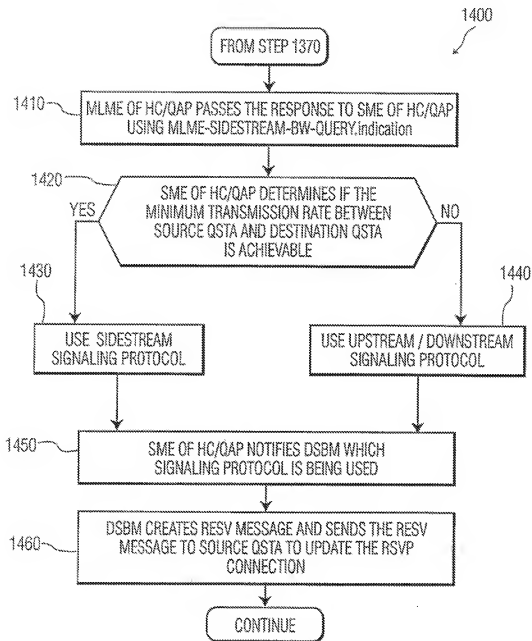 1400
FROM STEP 1370
1410
MLME OF HC/QAP PASSES THE RESPONSE TO SME OF HC/QAP
USING MLME-SIDESTREAM-BW-QUERY.indication
1420
SME OF HC/QAP DETERMINES IF THE
MINIMUM TRANSMISSION RATE BETWEEN
SOURCE QSTA AND DESTINATION QSTA
IS ACHIEVABLE
YES
NO
1430
USE SIDESTREAM
SIGNALING PROTOCOL
1440
USE UPSTREAM / DOWNSTREAM
SIGNALING PROTOCOL
1450
SME OF HC/QAP NOTIFIES DSBM WHICH
SIGNALING PROTOCOL IS BEING USED
1460
DSBM CREATES RESV MESSAGE AND SENDS THE RESV
MESSAGE TO SOURCE QSTA TO UPDATE THE RSVP
CONNECTION
CONTINUE